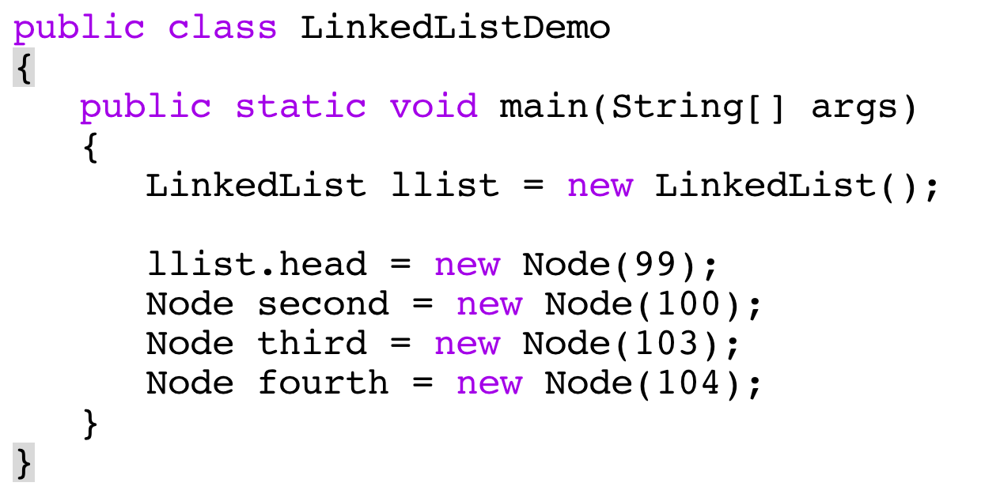 public class LinkedListDemo
{
   public static void main(String[] args)
   {
      LinkedList llist = new LinkedList();

      llist.head = new Node(99);
      Node second = new Node(100);
      Node third = new Node(103);
      Node fourth = new Node(104);
   }
}